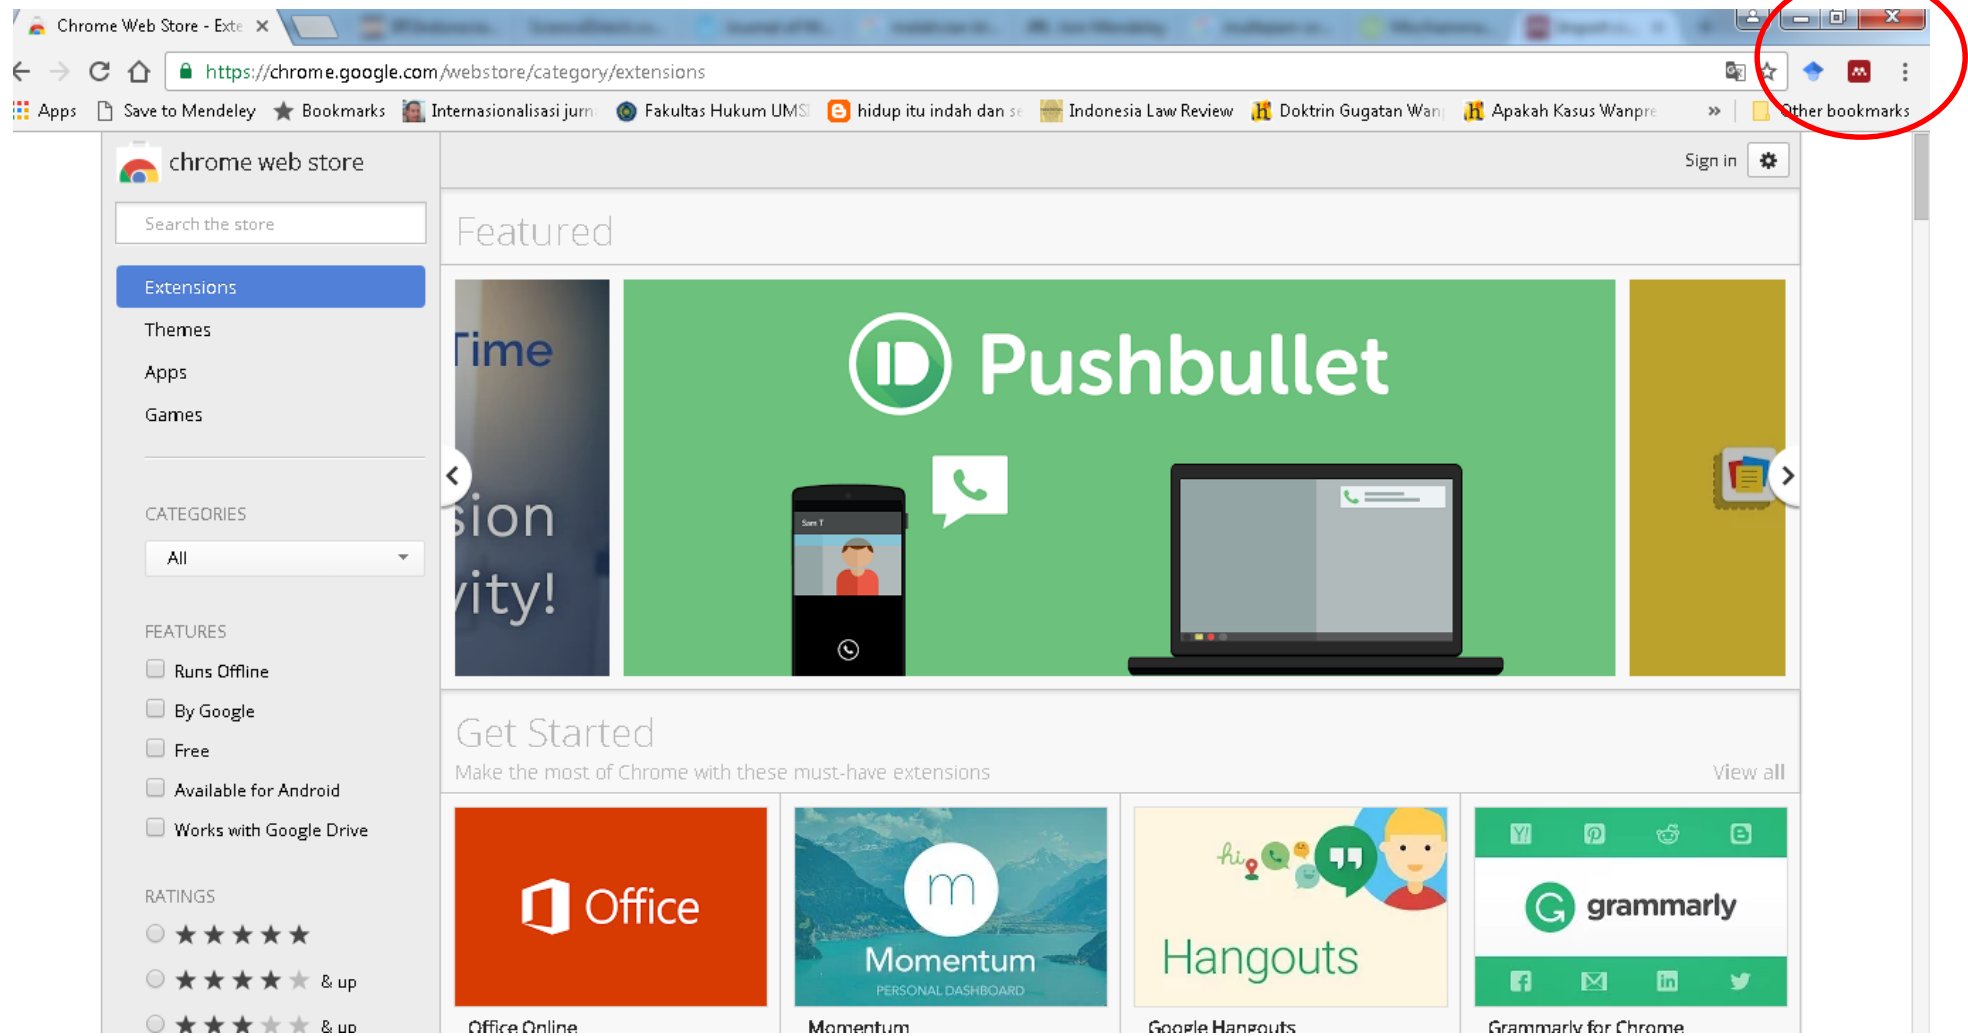 Chrome Web Store - Exte
https://chrome.google.com/webstore/category/extensions
Apps Save to Mendeley Bookmarks Internasionalisasi jurn Fakultas Hukum UMS hidup itu indah dan se Indonesia Law Review Doktrin Gugatan Wan Apakah Kasus Wanpre » Other bookmarks
chrome web store
Sign in
Search the store
Featured
Extensions
Themes
Apps
Games
CATEGORIES
All
FEATURES
Runs Offline
By Google
Free
Available for Android
Works with Google Drive
RATINGS
& up
& up
Time
sion
vity!
Pushbullet
Sam T
Get Started
Make the most of Chrome with these must-have extensions
View all
Office
Momentum
PERSONAL DASHBOARD
hi
Hangouts
grammarly
Office Online
Momentum
Google Hangouts
Grammarly for Chrome